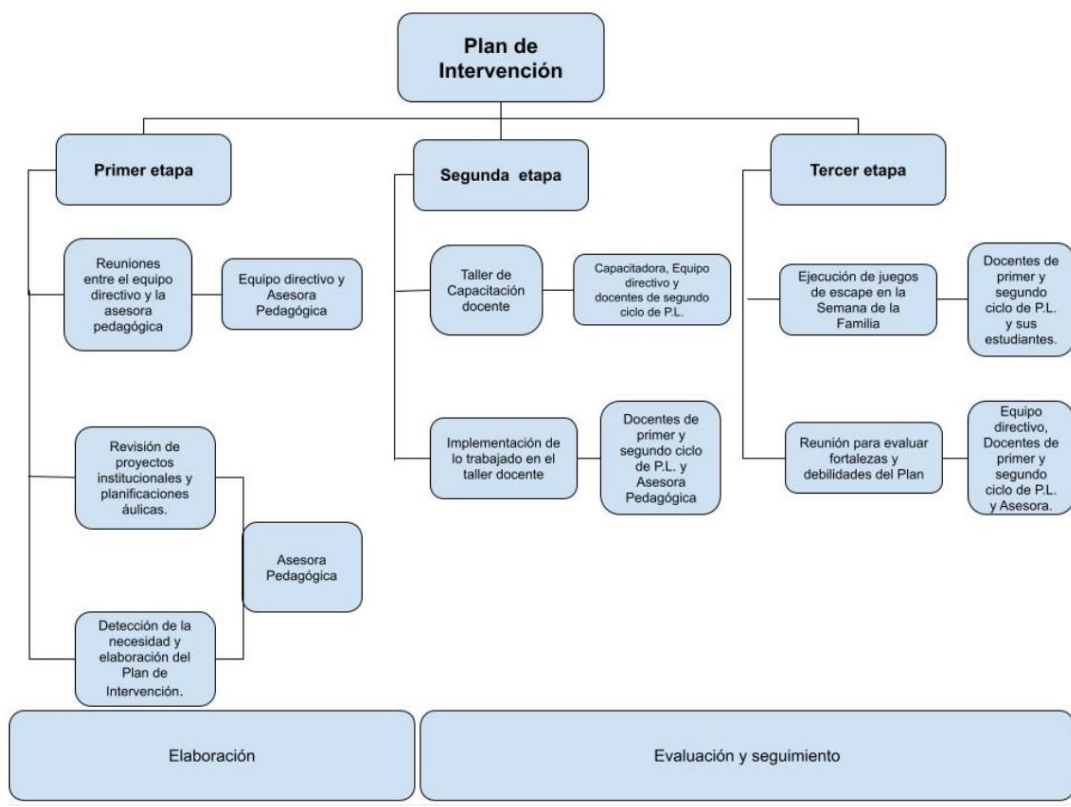 Plan de
Intervención
Primer etapa
Segunda etapa
Tercer etapa
Reuniones
entre el equipo
directivo y la
asesora
pedagógica
Equipo directivo y
Asesora
Pedagógica
Taller de
Capacitación
docente
Capacitadora, Equipo
directivo y
docentes de segundo
ciclo de P.L.
Ejecución de juegos
de escape en la
Semana de la
Familia
Docentes de
primer y
segundo
ciclo de P.L.
y sus
estudiantes.
Revisión de
proyectos
institucionales y
planificaciones
áulicas.
Implementación de
lo trabajado en el
taller docente
Docentes de
primer y
segundo ciclo
de P.L. y
Asesora
Pedagógica
Reunión para evaluar
fortalezas y
debilidades del Plan
Equipo
directivo,
Docentes de
primer y
segundo
ciclo de P.L.
y Asesora.
Asesora
Pedagógica
Detección de la
necesidad y
elaboración del
Plan de
Intervención.
Elaboración
Evaluación y seguimiento